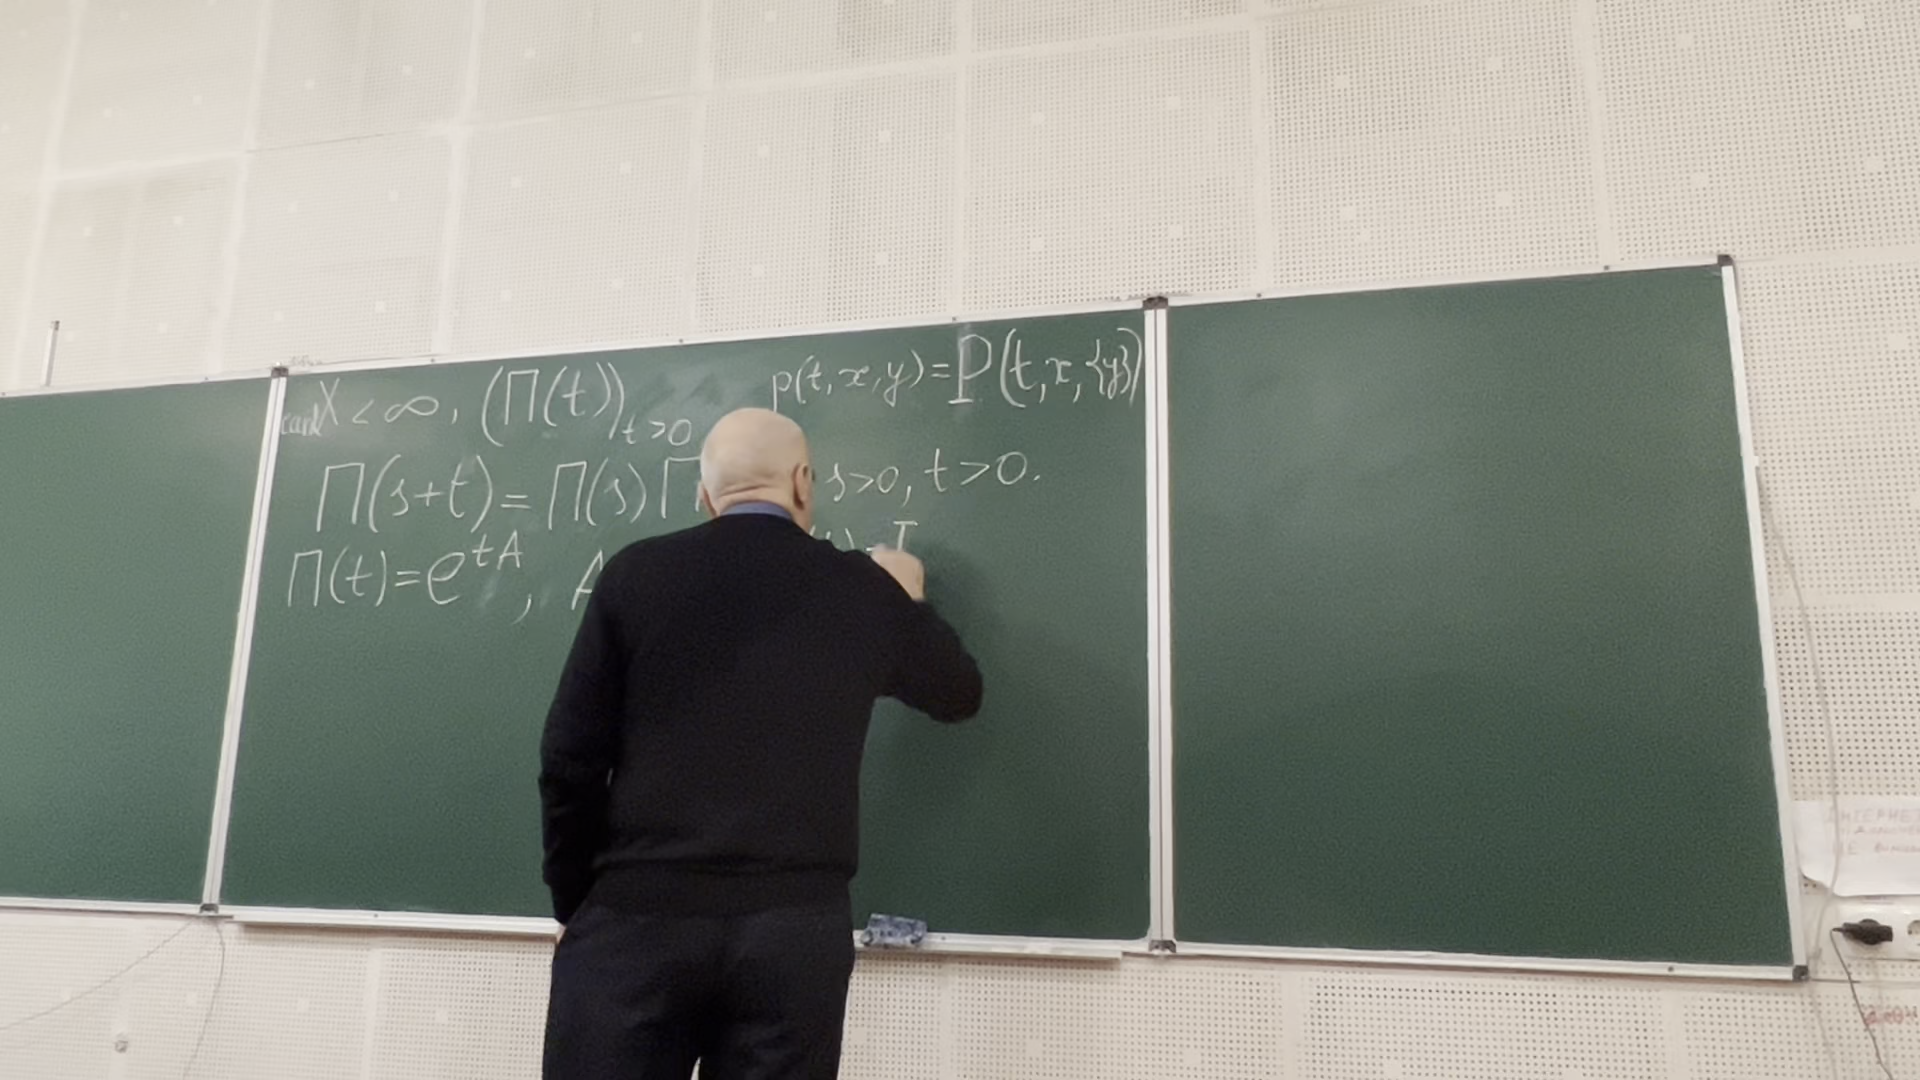 card X < ∞, (Π(t))_{t>0} p(t, x, y) = P(t, x, {y})
Π(s+t) = Π(s) Π s>0, t>0.
Π(t) = e^{tA}, A